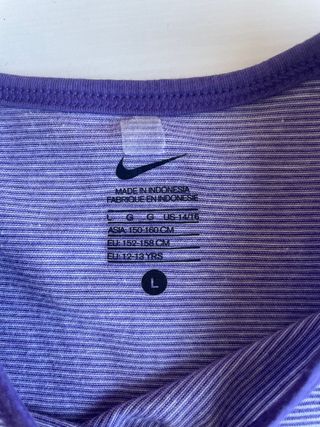 MADE IN INDONESIA
FABRIQUE EN INDONESIE
L G G US-14/16
ASIA: 150-160 CM
EU: 152-158 CM
EU: 12-13 YRS
L